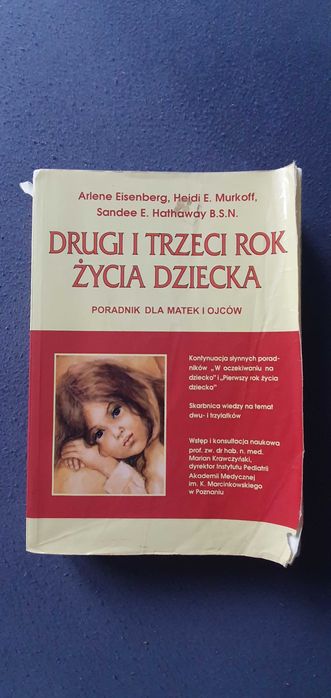 Arlene Eisenberg, Heidi E. Murkoff,
Sandee E. Hathaway B.S.N.
DRUGI I TRZECI ROK
ŻYCIA DZIECKA
PORADNIK DLA MATEK I OJCÓW
Kontynuacja słynnych porad-
ników „W oczekiwaniu na
dziecko" i „Pierwszy rok życia
dziecka"
Skarbnica wiedzy na temat
dwu- i trzylatków
Wstęp i konsultacja naukowa
prof. zw. dr hab. n. med.
Marian Krawczyński,
dyrektor Instytutu Pediatrii
Akademii Medycznej
im. K. Marcinkowskiego
w Poznaniu